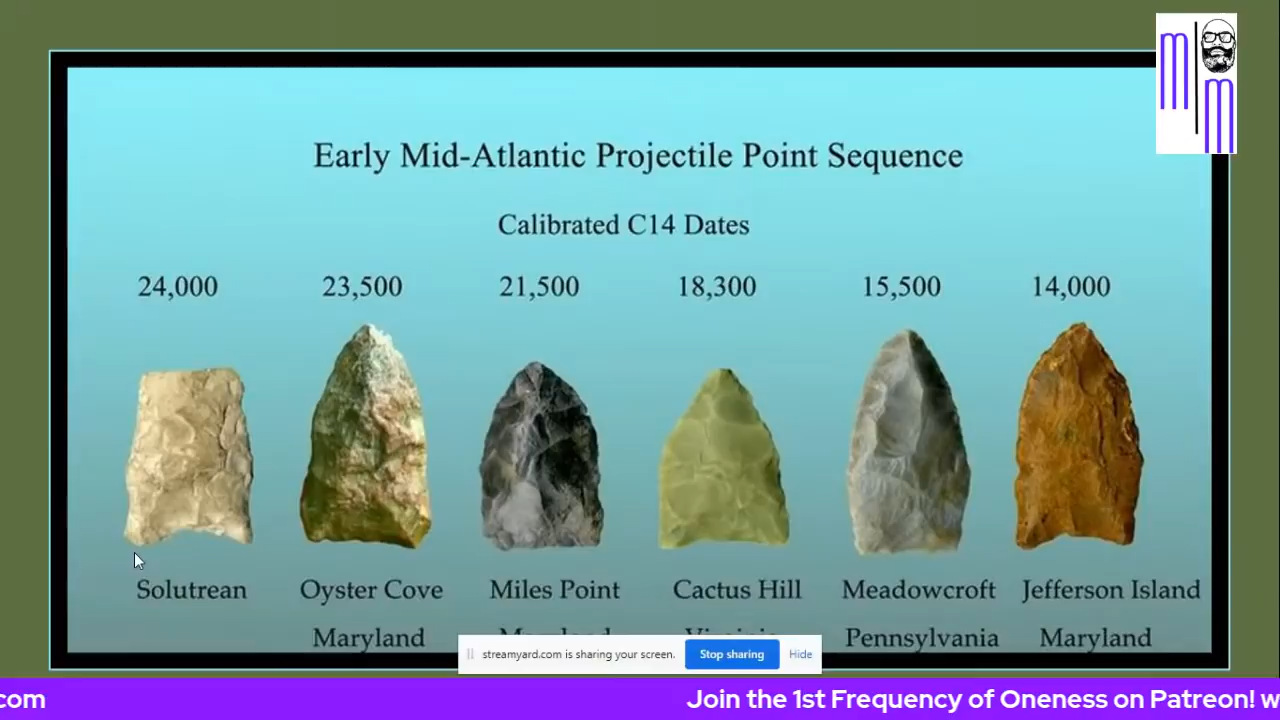 Early Mid-Atlantic Projectile Point Sequence
Calibrated C14 Dates
24,000 23,500 21,500 18,300 15,500 14,000
Solutrean Oyster Cove Miles Point Cactus Hill Meadowcroft Jefferson Island
Maryland Maryland Virginia Pennsylvania Maryland
streamyard.com is sharing your screen. Stop sharing Hide
m
m
com Join the 1st Frequency of Oneness on Patreon! w